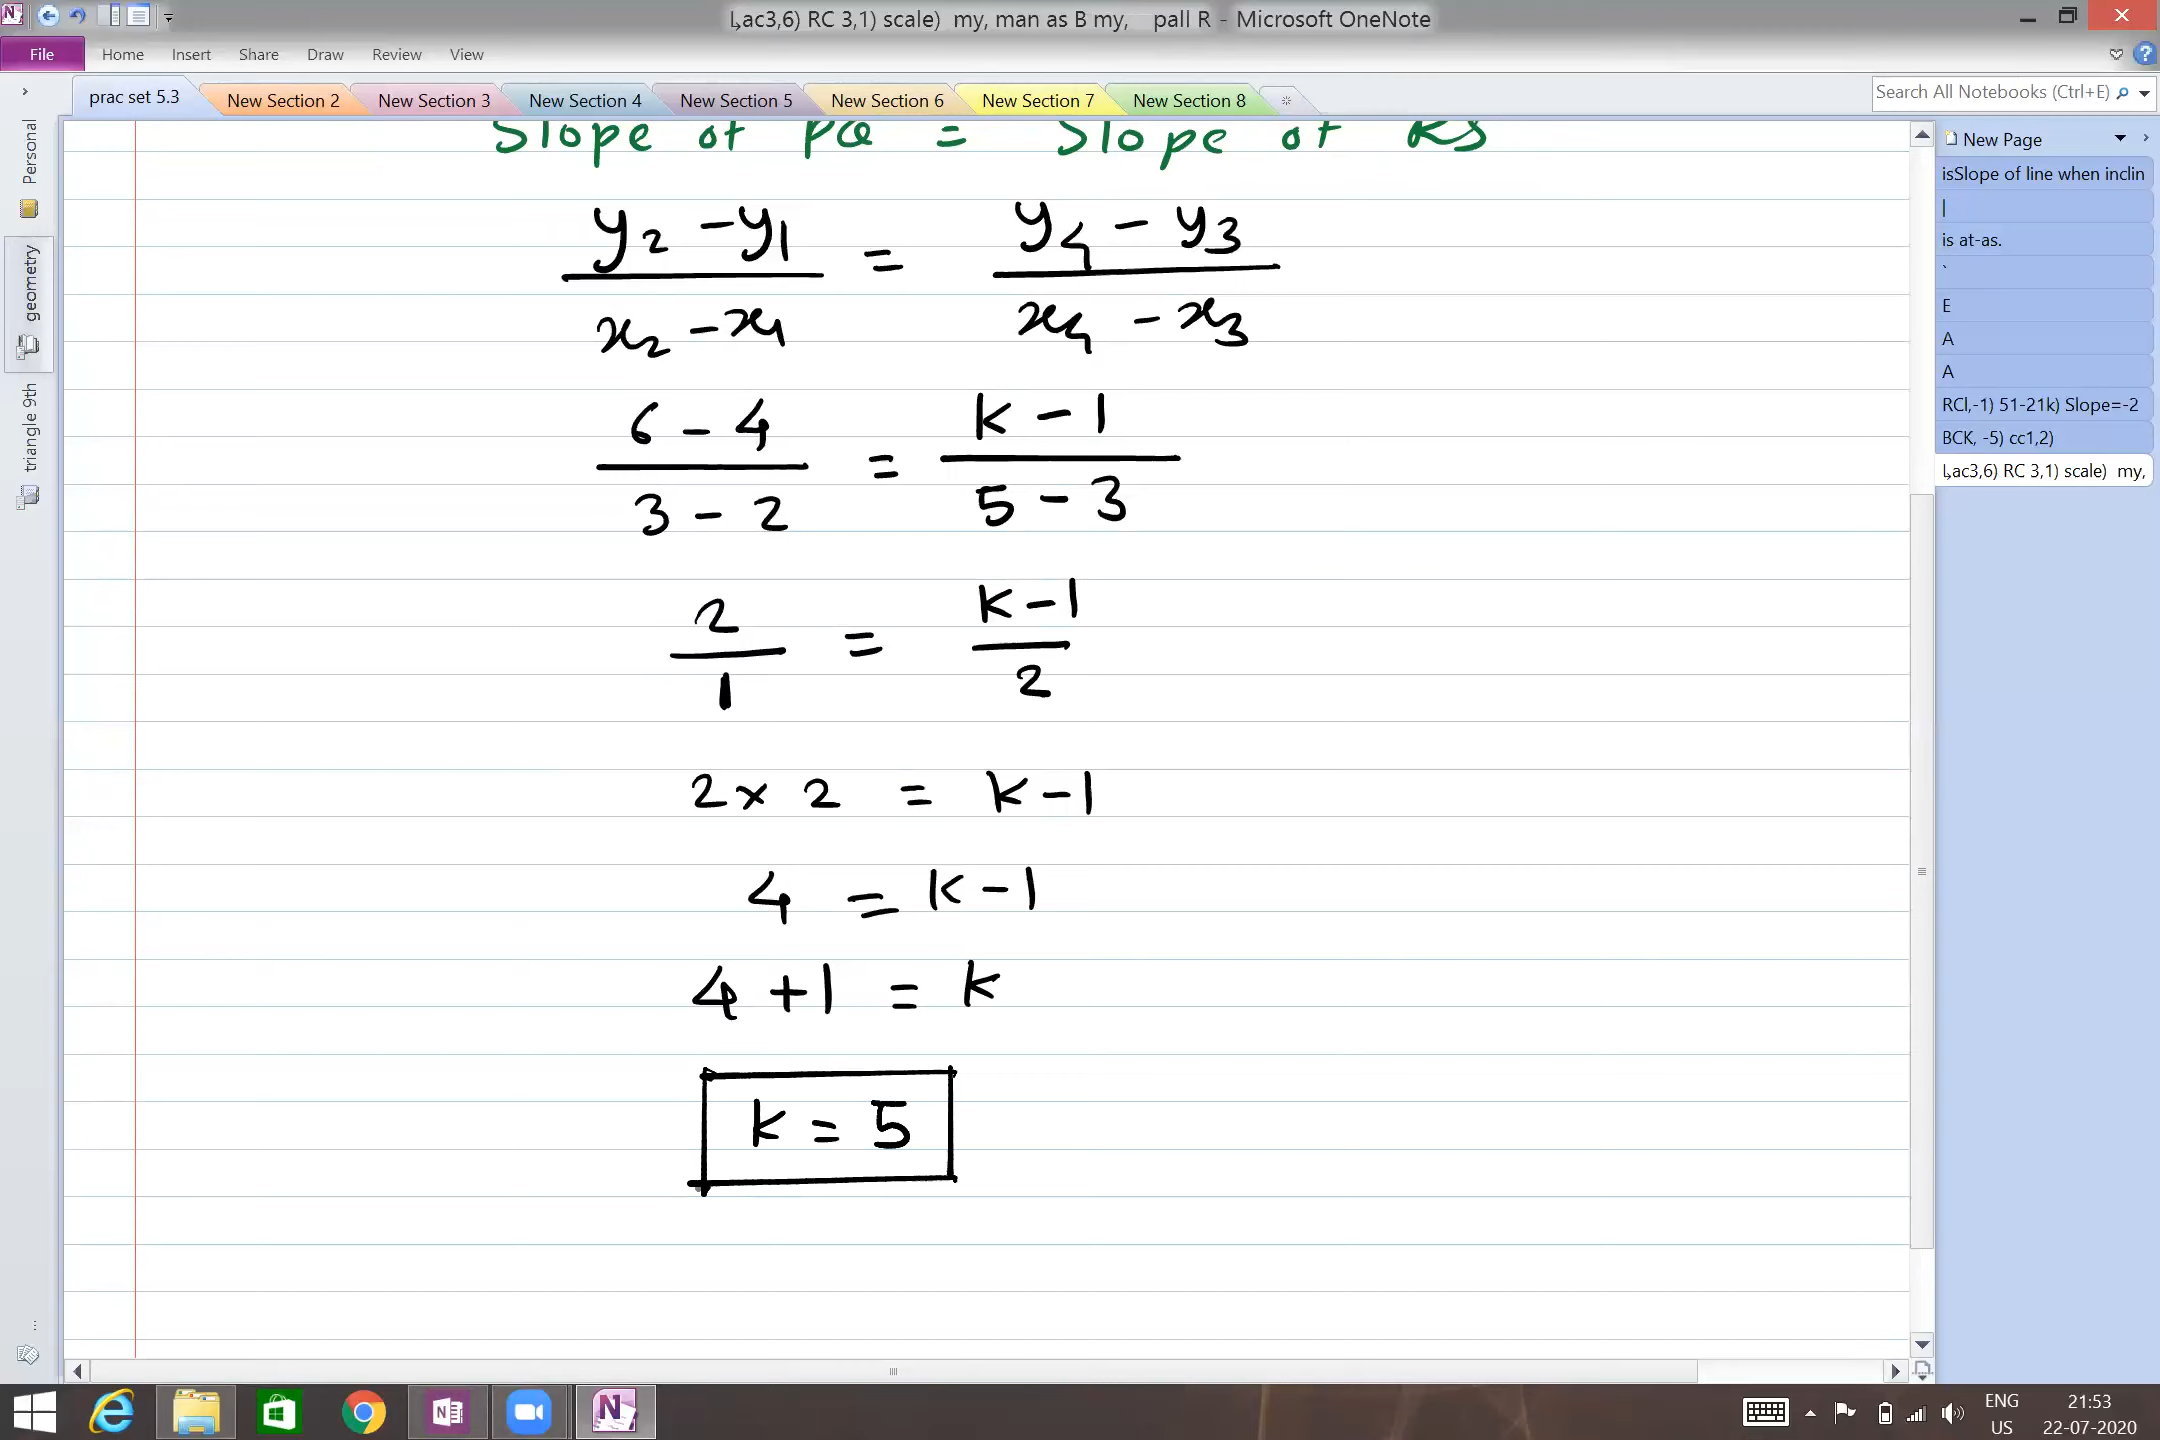 Ļac3,6) RC 3,1) scale) my, man as B my, pall R - Microsoft OneNote
File Home Insert Share Draw Review View
prac set 5.3 New Section 2 New Section 3 New Section 4 New Section 5 New Section 6 New Section 7 New Section 8
Search All Notebooks (Ctrl+E)
Personal
geometry
triangle 9th
Slope of PQ = Slope of RS
y2 - y1 = y4 - y3
x2 - x1 x4 - x3
6 - 4 = k - 1
3 - 2 5 - 3
2 = k - 1
1 2
2 × 2 = k - 1
4 = k - 1
4 + 1 = k
k = 5
New Page
isSlope of line when inclin
is at-as.
`
E
A
A
RCl,-1) 51-21k) Slope=-2
BCK, -5) cc1,2)
Ļac3,6) RC 3,1) scale) my,
ENG
US
21:53
22-07-2020